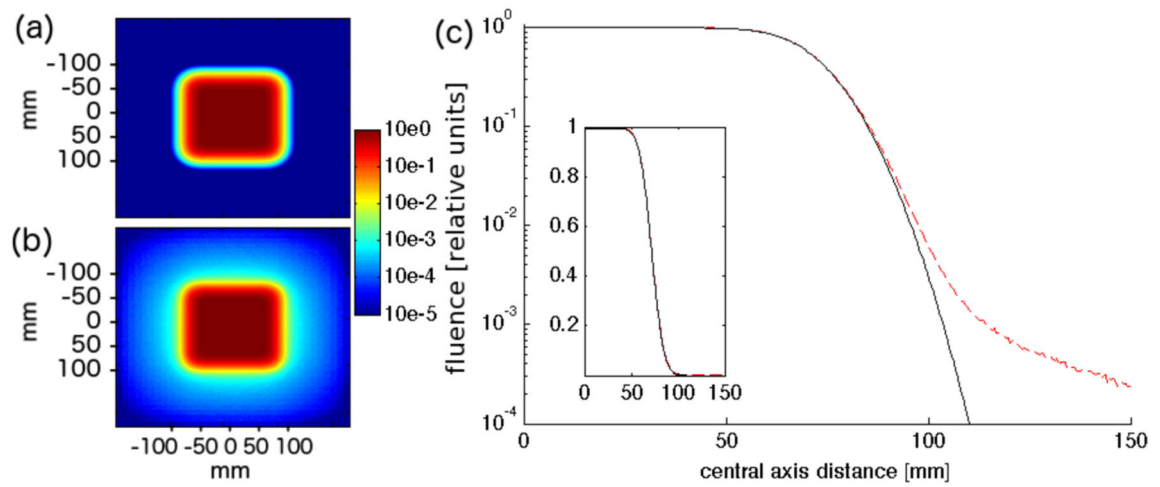 (a)
-100
-50
0
50
100
mm
10e0
10e-1
10e-2
10e-3
10e-4
10e-5
(b)
-100
-50
0
50
100
mm
-100 -50 0 50 100
mm
(c)
10⁰
10⁻¹
10⁻²
10⁻³
10⁻⁴
fluence [relative units]
1
0.8
0.6
0.4
0.2
0 50 100 150
0 50 100 150
central axis distance [mm]